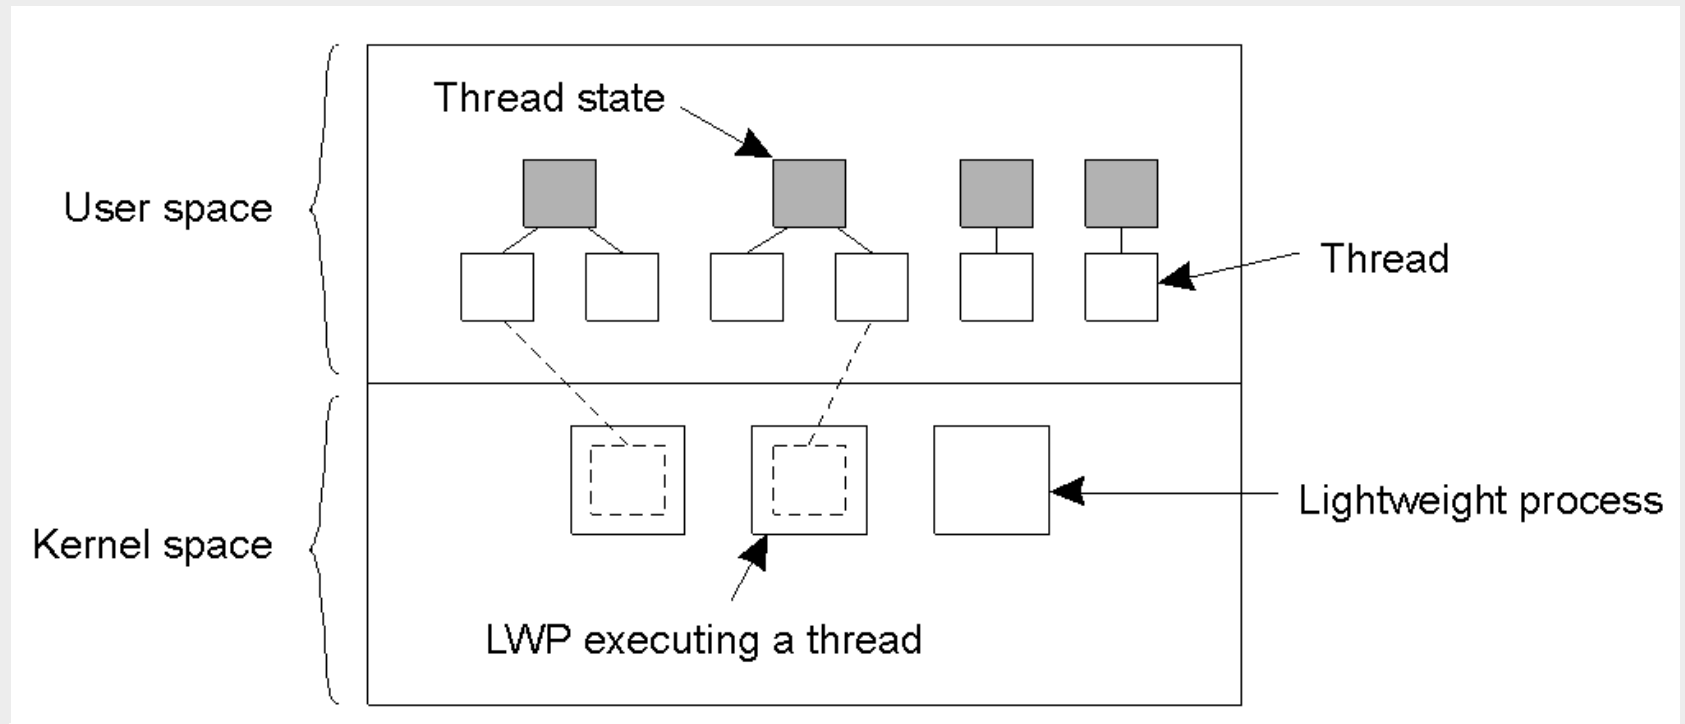 Thread state
User space
Thread
Lightweight process
Kernel space
LWP executing a thread